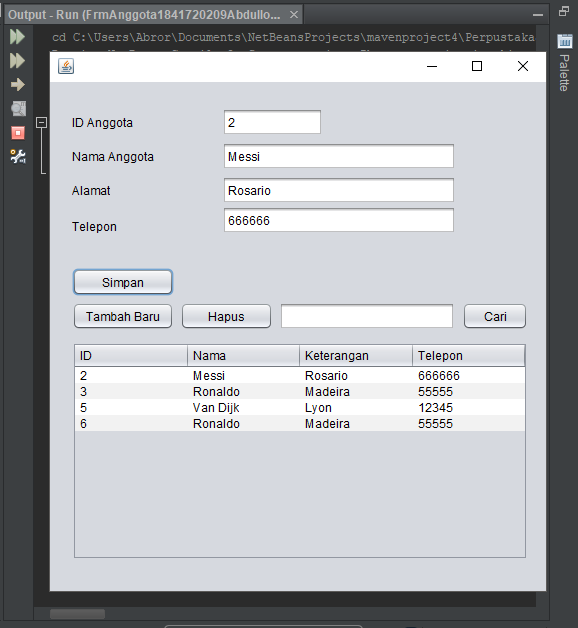 Output - Run (FrmAnggota1841720209Abdullo...
cd C:\Users\Abror\Documents\NetBeansProjects\mavenproject4\Perpustaka
Palette
ID Anggota 2
Nama Anggota Messi
Alamat Rosario
Telepon 666666
Simpan
Tambah Baru Hapus Cari
ID Nama Keterangan Telepon
2 Messi Rosario 666666
3 Ronaldo Madeira 55555
5 Van Dijk Lyon 12345
6 Ronaldo Madeira 55555